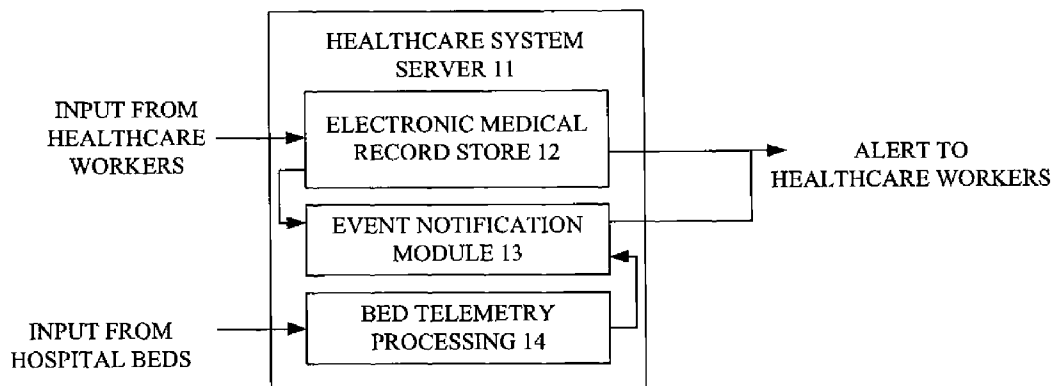 HEALTHCARE SYSTEM
SERVER 11
INPUT FROM
HEALTHCARE
WORKERS
ELECTRONIC MEDICAL
RECORD STORE 12
ALERT TO
HEALTHCARE WORKERS
EVENT NOTIFICATION
MODULE 13
INPUT FROM
HOSPITAL BEDS
BED TELEMETRY
PROCESSING 14